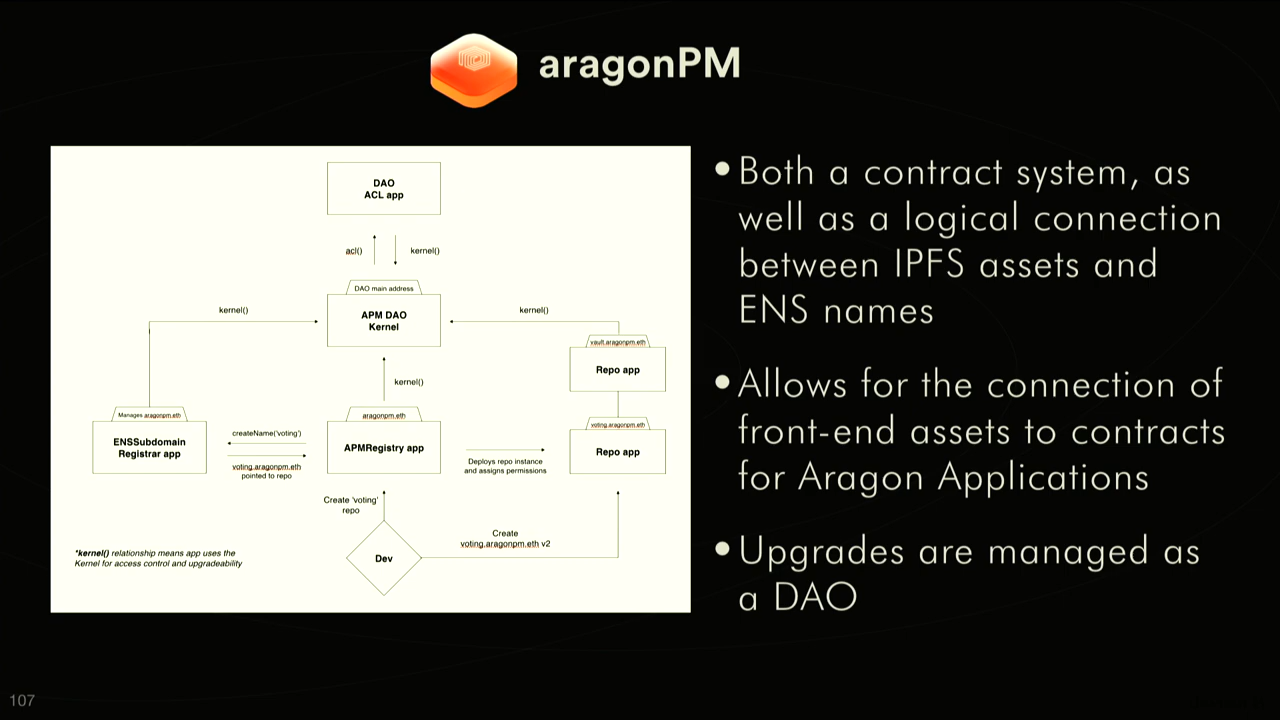 aragonPM
DAO
ACL app
acl()
kernel()
DAO main address
kernel()
APM DAO
Kernel
kernel()
vault.aragonpm.eth
Repo app
kernel()
Manages aragonpm.eth
aragonpm.eth
voting.aragonpm.eth
ENSSubdomain
Registrar app
createName('voting')
voting.aragonpm.eth
pointed to repo
APMRegistry app
Deploys repo instance
and assigns permissions
Repo app
Create 'voting'
repo
Create
voting.aragonpm.eth v2
Dev
*kernel() relationship means app uses the
Kernel for access control and upgradeability
•Both a contract system, as
well as a logical connection
between IPFS assets and
ENS names
•Allows for the connection of
front-end assets to contracts
for Aragon Applications
•Upgrades are managed as
a DAO
107